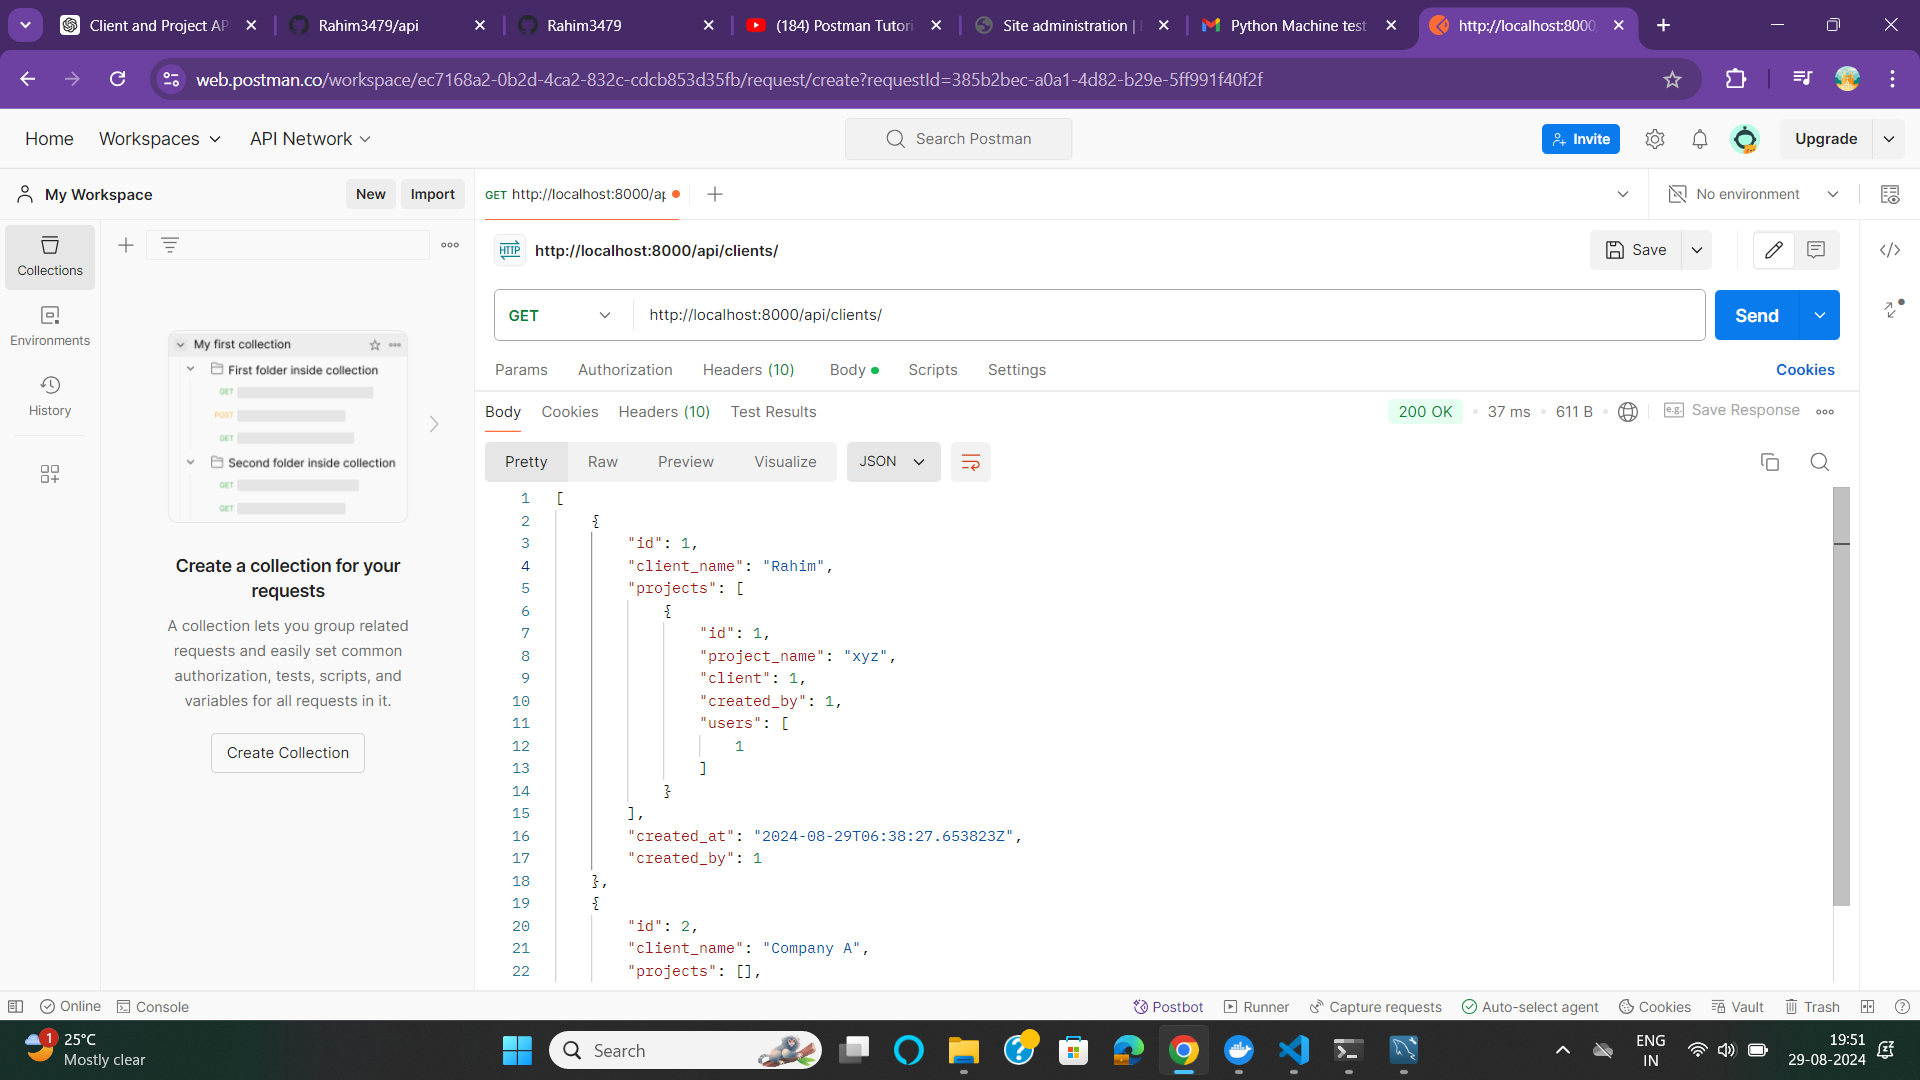 Client and Project AP
Rahim3479/api
Rahim3479
(184) Postman Tutori
Site administration |
Python Machine test
http://localhost:8000
web.postman.co/workspace/ec7168a2-0b2d-4ca2-832c-cdcb853d35fb/request/create?requestId=385b2bec-a0a1-4d82-b29e-5ff991f40f2f
Home Workspaces API Network
Search Postman
Invite
Upgrade
My Workspace
New Import
GET http://localhost:8000/ap
No environment
Collections
Environments
History
My first collection
First folder inside collection
GET
POST
GET
Second folder inside collection
GET
GET
Create a collection for your
requests
A collection lets you group related
requests and easily set common
authorization, tests, scripts, and
variables for all requests in it.
Create Collection
HTTP http://localhost:8000/api/clients/
Save
GET http://localhost:8000/api/clients/
Send
Params Authorization Headers (10) Body Scripts Settings
Cookies
Body Cookies Headers (10) Test Results
200 OK 37 ms 611 B
e.g. Save Response
Pretty Raw Preview Visualize JSON
1 [
2 {
3 "id": 1,
4 "client_name": "Rahim",
5 "projects": [
6 {
7 "id": 1,
8 "project_name": "xyz",
9 "client": 1,
10 "created_by": 1,
11 "users": [
12 1
13 ]
14 }
15 ],
16 "created_at": "2024-08-29T06:38:27.653823Z",
17 "created_by": 1
18 },
19 {
20 "id": 2,
21 "client_name": "Company A",
22 "projects": [],
Online Console
Postbot Runner Capture requests Auto-select agent Cookies Vault Trash
1
25°C
Mostly clear
Search
ENG
IN
19:51
29-08-2024